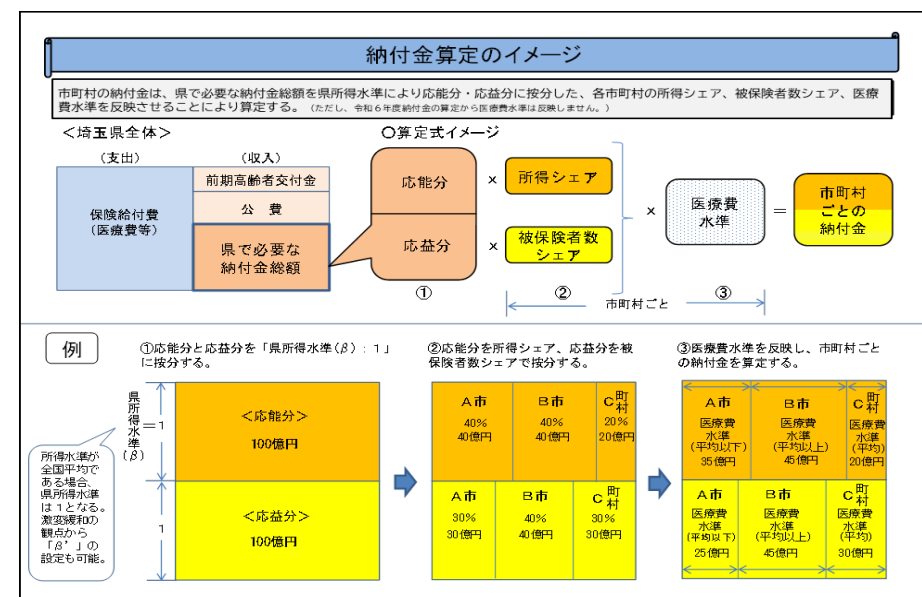 納付金算定のイメージ
市町村の納付金は、県で必要な納付金総額を県所得水準により応能分・応益分に按分した、各市町村の所得シェア、被保険者数シェア、医療
費水準を反映させることにより算定する。（ただし、令和６年度納付金の算定から医療費水準は反映しません。）
＜埼玉県全体＞
〇算定式イメージ
（支出）
（収入）
保険給付費
（医療費等）
前期高齢者交付金
公　費
県で必要な
納付金総額
応能分
応益分
×
所得シェア
×
被保険者数
シェア
×
医療費
水準
＝
市町村
ごとの
納付金
①
②
③
市町村ごと
例
①応能分と応益分を「県所得水準（β）：１」
に按分する。
県所得水準（β）
＝１
１
所得水準が
全国平均で
ある場合、
県所得水準
は１となる。
激変緩和の
観点から
「β’」の
設定も可能。
＜応能分＞
100億円
＜応益分＞
100億円
②応能分を所得シェア、応益分を被
保険者数シェアで按分する。
A市
40%
40億円
B市
40%
40億円
C町村
20%
20億円
A市
30%
30億円
B市
40%
40億円
C町村
30%
30億円
③医療費水準を反映し、市町村ごと
の納付金を算定する。
A市
医療費
水準
（平均以下）
35億円
B市
医療費
水準
（平均以上）
45億円
C町村
医療費
水準
（平均）
20億円
A市
医療費
水準
（平均以下）
25億円
B市
医療費
水準
（平均以上）
45億円
C町村
医療費
水準
（平均）
30億円